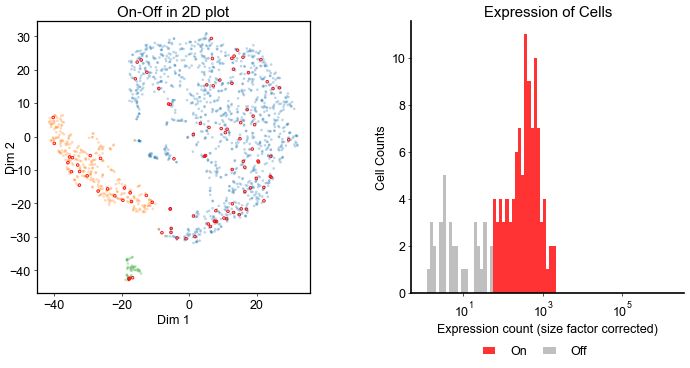 On-Off in 2D plot
30
20
10
0
−10
−20
−30
−40
Dim 2
−40
−20
0
20
Dim 1
Expression of Cells
10
8
6
4
2
0
Cell Counts
10^1
10^3
10^5
Expression count (size factor corrected)
On
Off